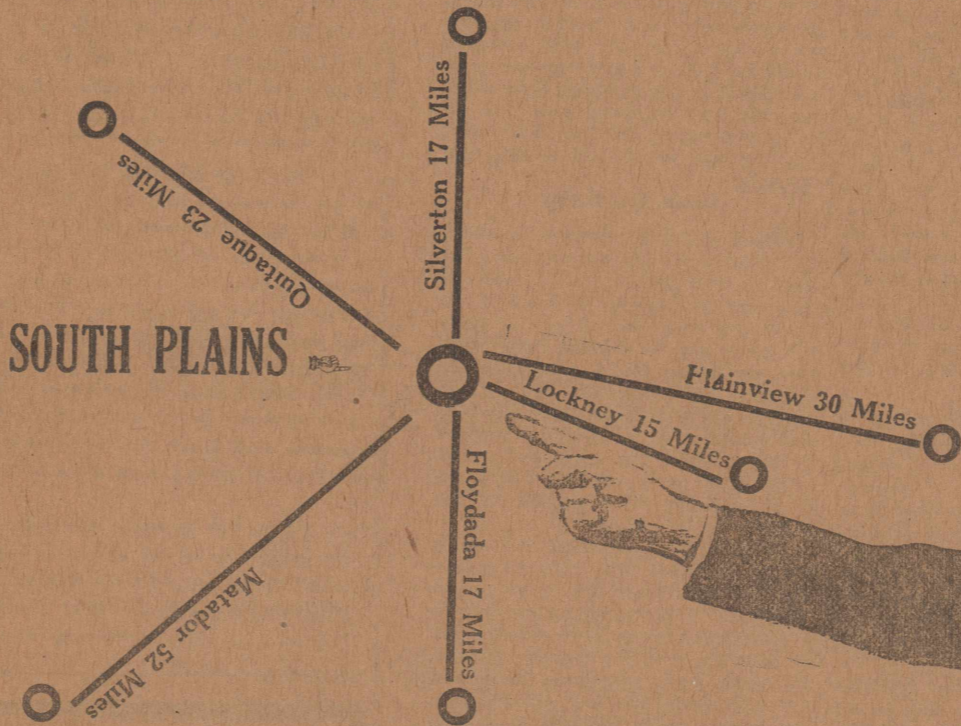 Silverton 17 Miles
Quitaque 23 Miles
SOUTH PLAINS
Plainview 30 Miles
Lockney 15 Miles
Floydada 17 Miles
Matador 52 Miles